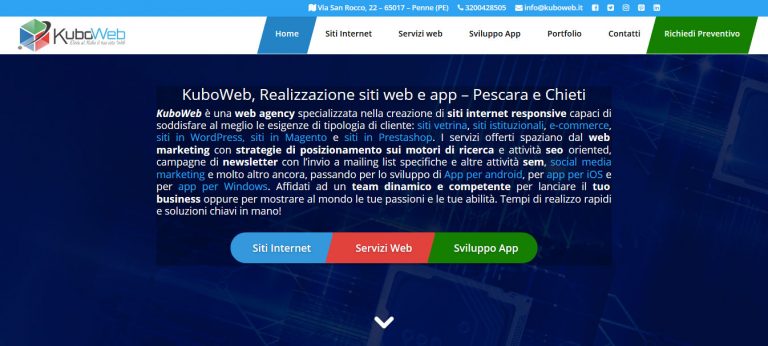 Via San Rocco, 22 – 65017 – Penne (PE) 3200428505 info@kuboweb.it
KuboWeb
Home Siti Internet Servizi web Sviluppo App Portfolio Contatti Richiedi Preventivo
KuboWeb, Realizzazione siti web e app – Pescara e Chieti
KuboWeb è una web agency specializzata nella creazione di siti internet responsive capaci di
soddisfare al meglio le esigenze di tipologia di cliente: siti vetrina, siti istituzionali, e-commerce,
siti in WordPress, siti in Magento e siti in Prestashop. I servizi offerti spaziano dal web
marketing con strategie di posizionamento sui motori di ricerca e attività seo oriented,
campagne di newsletter con l'invio a mailing list specifiche e altre attività sem, social media
marketing e molto altro ancora, passando per lo sviluppo di App per android, per app per iOS e
per app per Windows. Affidati ad un team dinamico e competente per lanciare il tuo
business oppure per mostrare al mondo le tue passioni e le tue abilità. Tempi di realizzo rapidi
e soluzioni chiavi in mano!
Siti Internet Servizi Web Sviluppo App